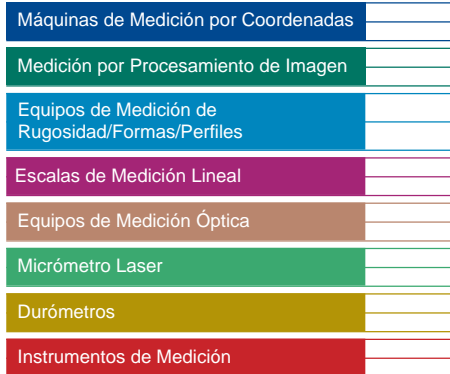 Máquinas de Medición por Coordenadas
Medición por Procesamiento de Imagen
Equipos de Medición de
Rugosidad/Formas/Perfiles
Escalas de Medición Lineal
Equipos de Medición Óptica
Micrómetro Laser
Durómetros
Instrumentos de Medición